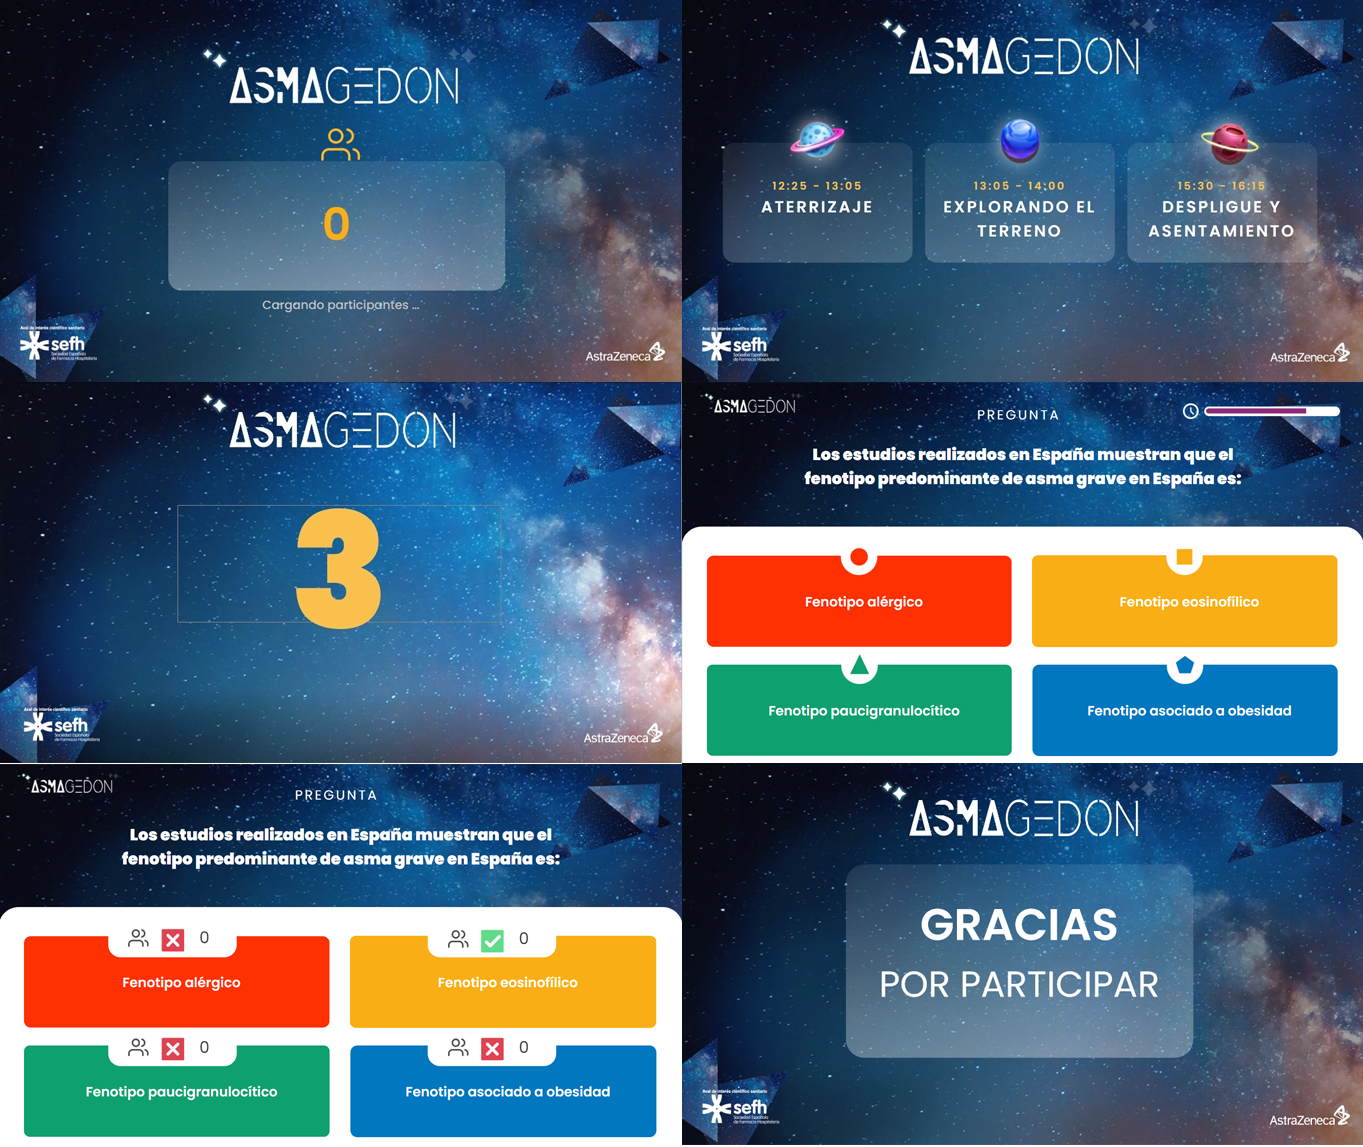 ASMAGEDON
0
Cargando participantes ...
Aval de interés científico sanitario
sefh
Sociedad Española
de Farmacia Hospitalaria
AstraZeneca
ASMAGEDON
12:25 - 13:05
ATERRIZAJE
13:05 - 14:00
EXPLORANDO EL
TERRENO
15:30 - 16:15
DESPLIGUE Y
ASENTAMIENTO
Aval de interés científico sanitario
sefh
Sociedad Española
de Farmacia Hospitalaria
AstraZeneca
ASMAGEDON
3
Aval de interés científico sanitario
sefh
Sociedad Española
de Farmacia Hospitalaria
AstraZeneca
ASMAGEDON
PREGUNTA
Los estudios realizados en España muestran que el
fenotipo predominante de asma grave en España es:
Fenotipo alérgico
Fenotipo eosinofílico
Fenotipo paucigranulocítico
Fenotipo asociado a obesidad
ASMAGEDON
PREGUNTA
Los estudios realizados en España muestran que el
fenotipo predominante de asma grave en España es:
0
0
Fenotipo alérgico
Fenotipo eosinofílico
0
0
Fenotipo paucigranulocítico
Fenotipo asociado a obesidad
ASMAGEDON
GRACIAS
POR PARTICIPAR
Aval de interés científico sanitario
sefh
Sociedad Española
de Farmacia Hospitalaria
AstraZeneca